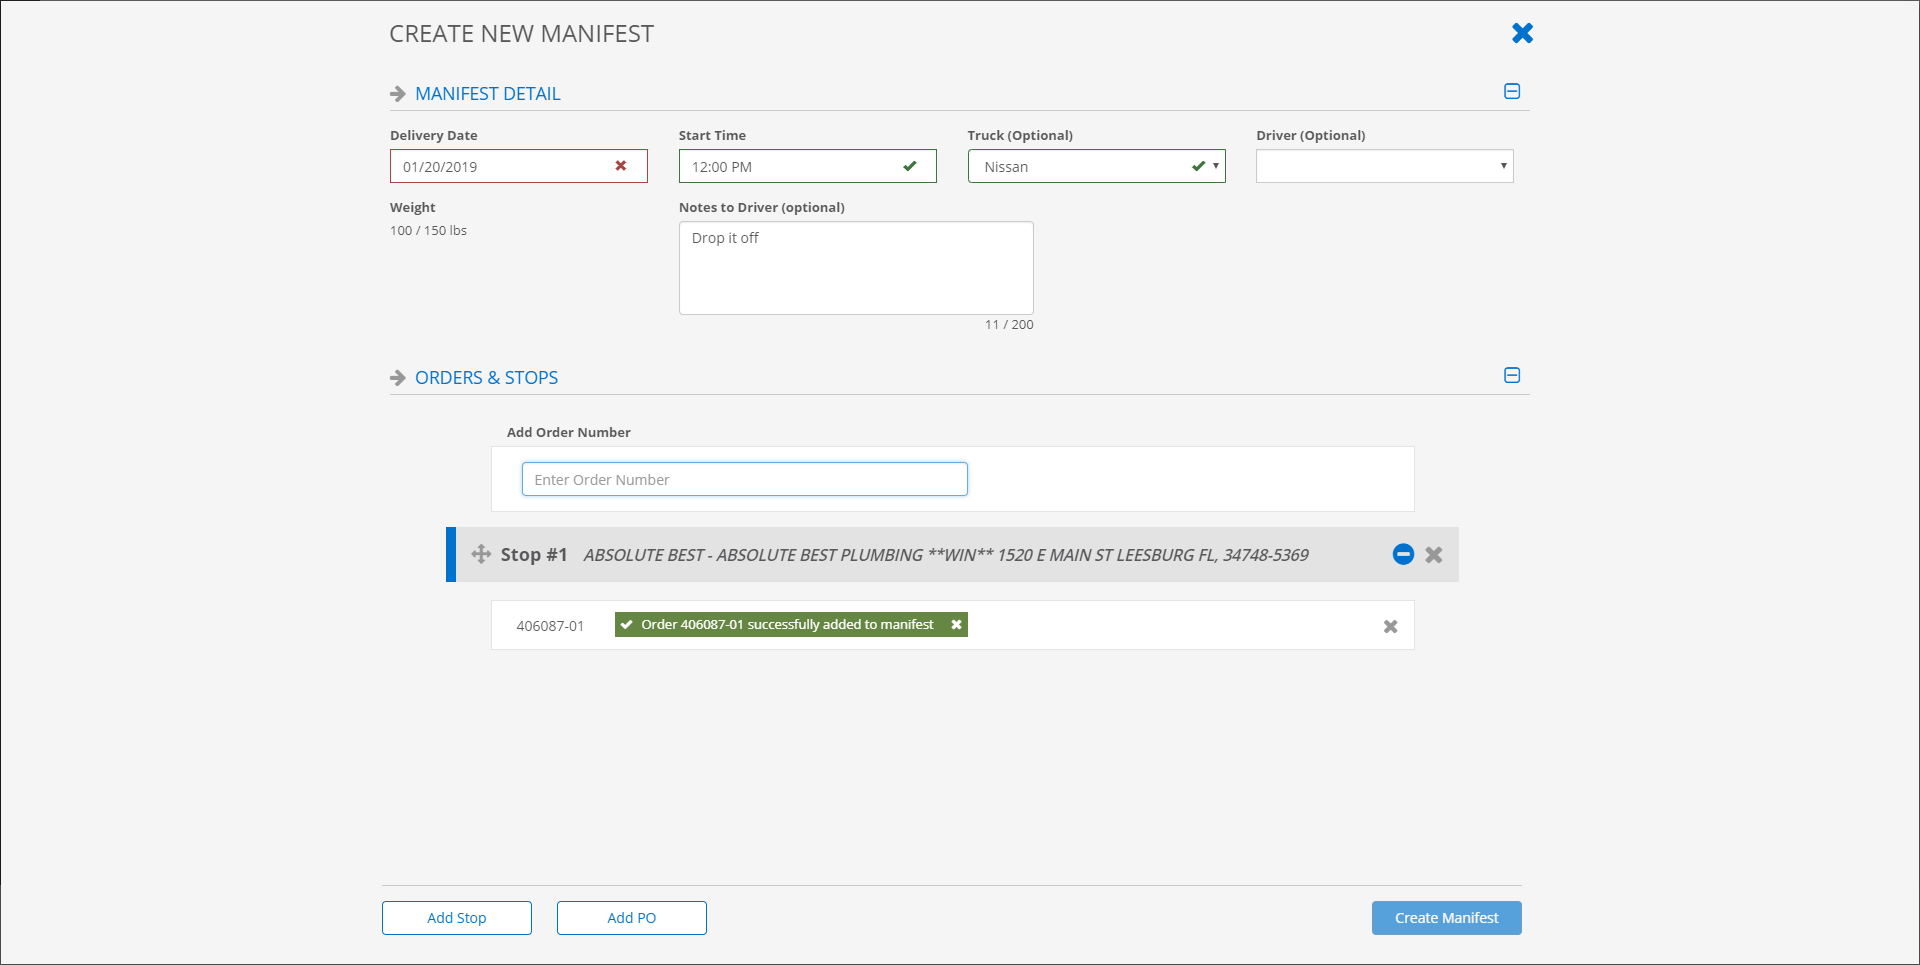 CREATE NEW MANIFEST
MANIFEST DETAIL
Delivery Date
Start Time
Truck (Optional)
Driver (Optional)
01/20/2019
12:00 PM
Nissan
Weight
Notes to Driver (optional)
100 / 150 lbs
Drop it off
11 / 200
ORDERS & STOPS
Add Order Number
Enter Order Number
Stop #1 ABSOLUTE BEST - ABSOLUTE BEST PLUMBING **WIN** 1520 E MAIN ST LEESBURG FL, 34748-5369
406087-01
Order 406087-01 successfully added to manifest
Add Stop
Add PO
Create Manifest